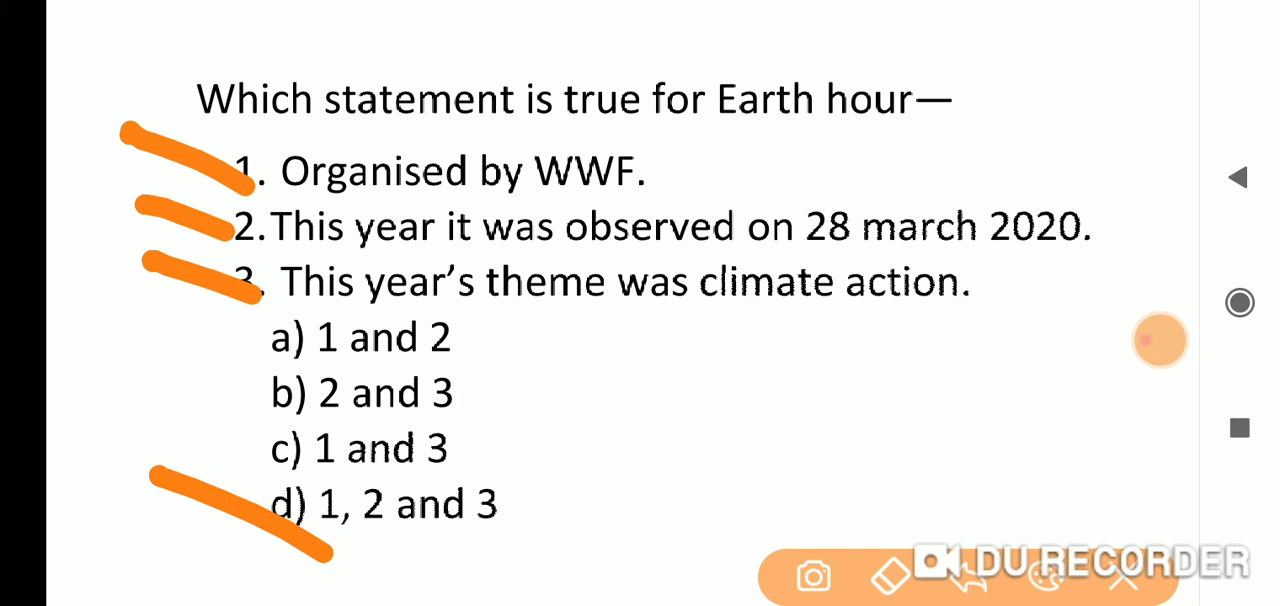 Which statement is true for Earth hour—
1. Organised by WWF.
2. This year it was observed on 28 march 2020.
3. This year's theme was climate action.
a) 1 and 2
b) 2 and 3
c) 1 and 3
d) 1, 2 and 3
DU RECORDER